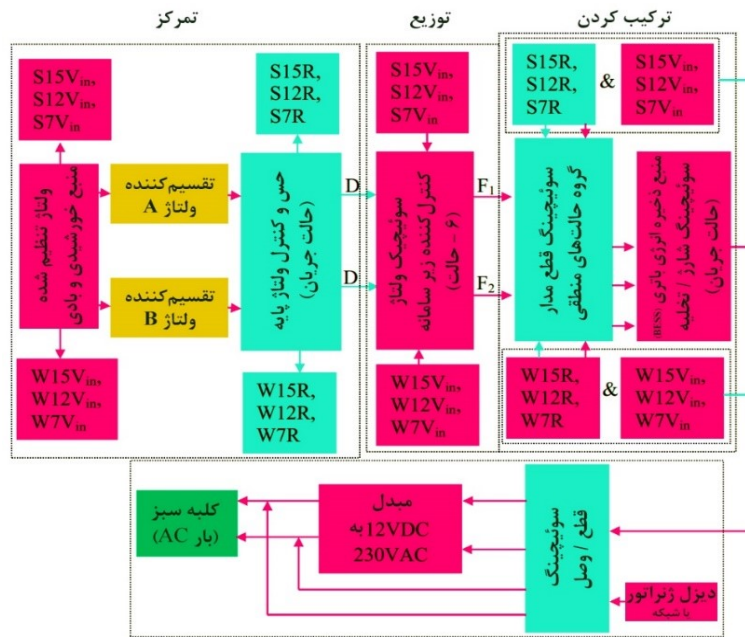 تمرکز
توزیع
ترکیب کردن
S15Vin,
S12Vin,
S7Vin
S15R,
S12R,
S7R
S15Vin,
S12Vin,
S7Vin
S15R,
S12R,
S7R
&
S15Vin,
S12Vin,
S7Vin
منبع خورشیدی و بادی
ولتاژ تنظیم شده
تقسیم‌کننده
ولتاژ A
تقسیم‌کننده
ولتاژ B
حس و کنترل ولتاژ پایه
(حالت جریان)
D
D
سوئیچیک ولتاژ
کنترل‌کننده زیر سامانه
(۶ – حالت)
F1
F2
سوئیچینگ قطع مدار
گروه حالت‌های منطقی
منبع ذخیره انرژی باتری (BESS):
سوئیچینگ شارژ / تخلیه
(حالت جریان)
W15Vin,
W12Vin,
W7Vin
W15R,
W12R,
W7R
W15Vin,
W12Vin,
W7Vin
W15R,
W12R,
W7R
&
W15Vin,
W12Vin,
W7Vin
کلبه سبز
(بار AC)
مبدل
12VDC به
230VAC
سوئیچینگ
قطع / وصل
دیزل ژنراتور
یا شبکه